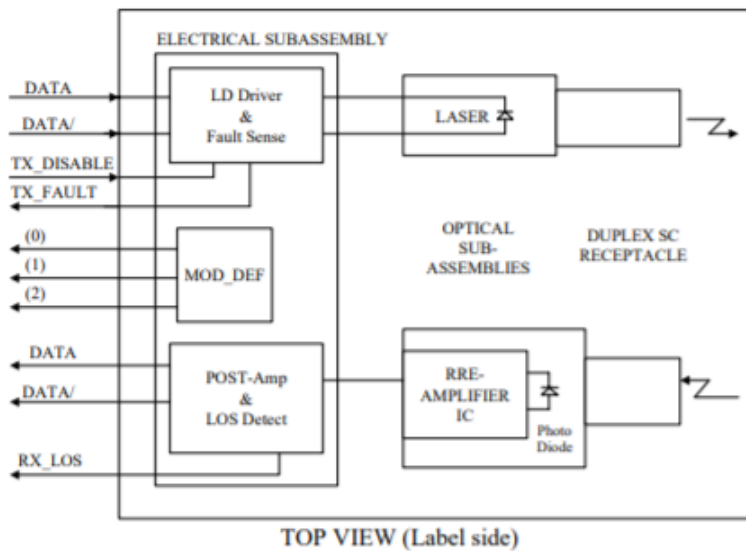 ELECTRICAL SUBASSEMBLY
DATA
DATA/
TX_DISABLE
TX_FAULT
LD Driver
&
Fault Sense
LASER
(0)
(1)
(2)
MOD_DEF
OPTICAL
SUB-
ASSEMBLIES
DUPLEX SC
RECEPTACLE
DATA
DATA/
RX_LOS
POST-Amp
&
LOS Detect
RRE-
AMPLIFIER
IC
Photo
Diode
TOP VIEW (Label side)